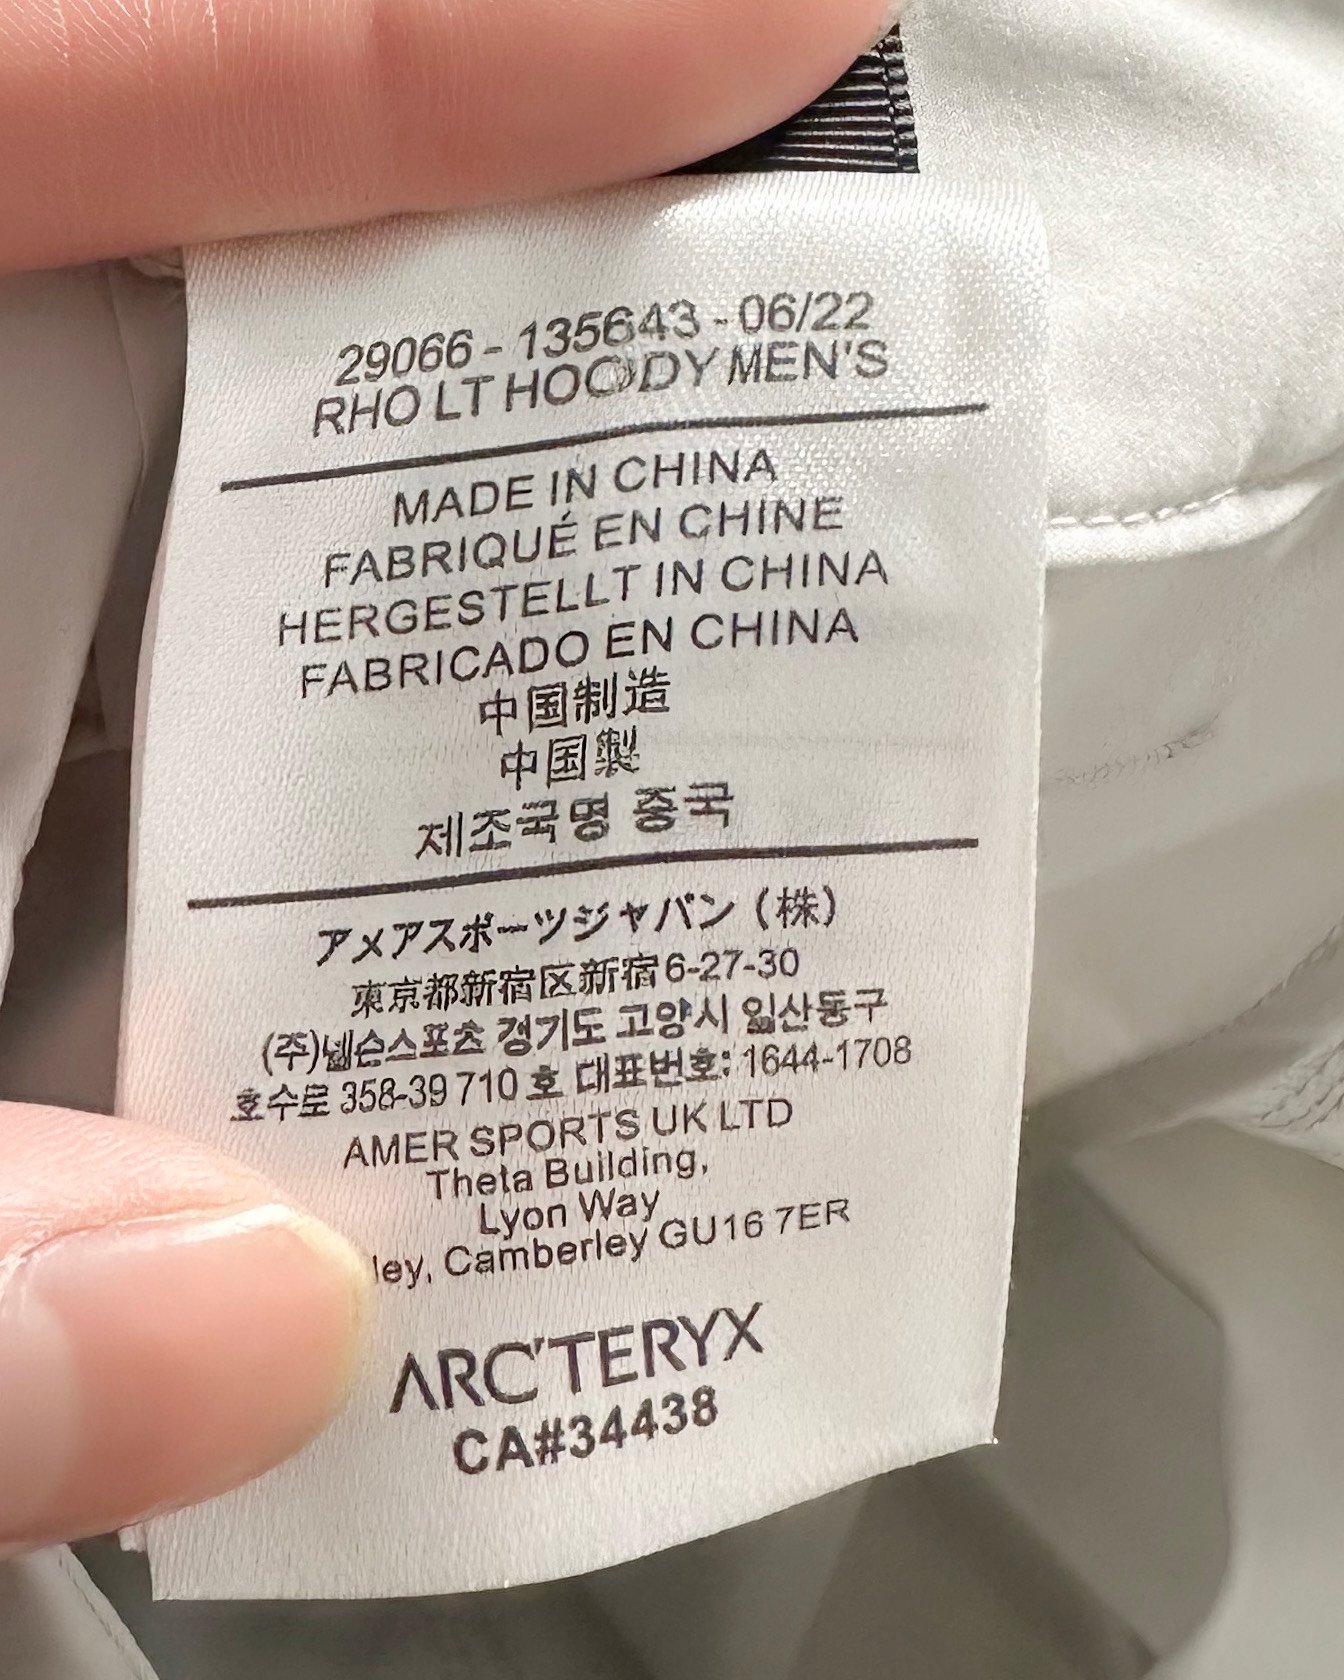 29066 - 135643 - 06/22
RHO LT HOODY MEN'S
MADE IN CHINA
FABRIQUÉ EN CHINE
HERGESTELLT IN CHINA
FABRICADO EN CHINA
中国制造
中国製
제조국명 중국
アメアスポーツジャパン（株）
東京都新宿区新宿6-27-30
(주)넬슨스포츠 경기도 고양시 일산동구
호수로 358-39 710 호 대표번호: 1644-1708
AMER SPORTS UK LTD
Theta Building,
Lyon Way
ley, Camberley GU16 7ER
ARC'TERYX
CA#34438